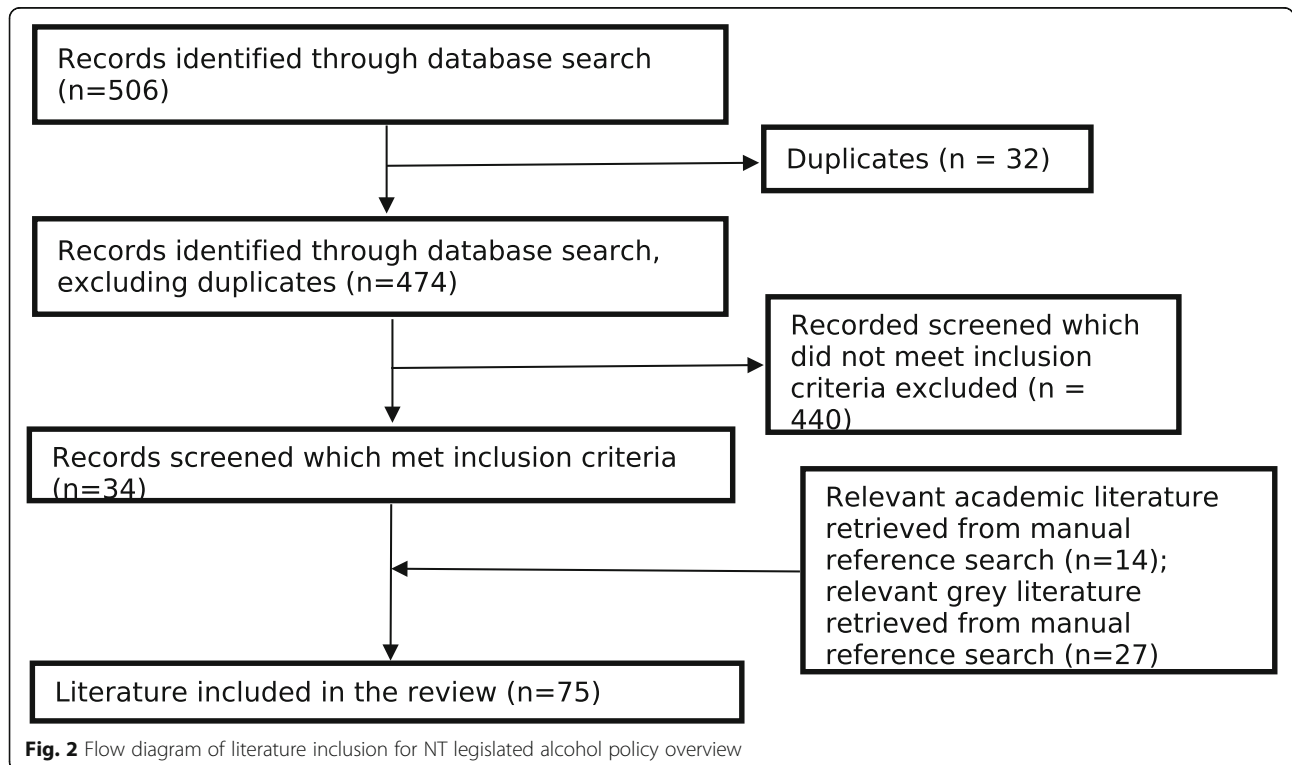 Records identified through database search
(n=506)
Duplicates (n = 32)
Records identified through database search,
excluding duplicates (n=474)
Recorded screened which
did not meet inclusion
criteria excluded (n =
440)
Records screened which met inclusion criteria
(n=34)
Relevant academic literature
retrieved from manual
reference search (n=14);
relevant grey literature
retrieved from manual
reference search (n=27)
Literature included in the review (n=75)
Fig. 2 Flow diagram of literature inclusion for NT legislated alcohol policy overview